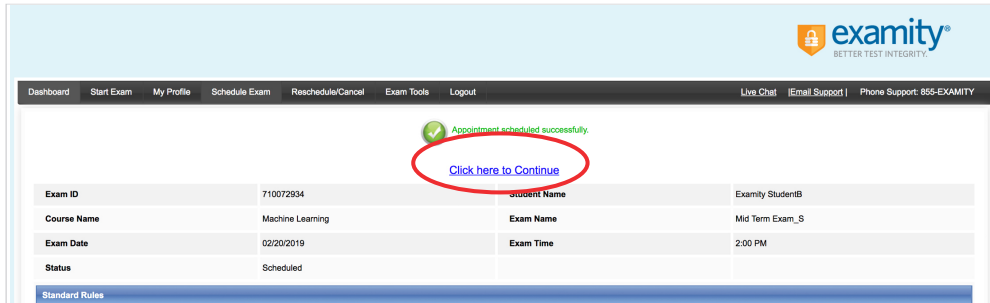 examity®
BETTER TEST INTEGRITY.
Dashboard Start Exam My Profile Schedule Exam Reschedule/Cancel Exam Tools Logout Live Chat |Email Support| Phone Support: 855-EXAMITY
Appointment scheduled successfully.
Click here to Continue
Exam ID 710072934 Student Name Examity StudentB
Course Name Machine Learning Exam Name Mid Term Exam_S
Exam Date 02/20/2019 Exam Time 2:00 PM
Status Scheduled
Standard Rules